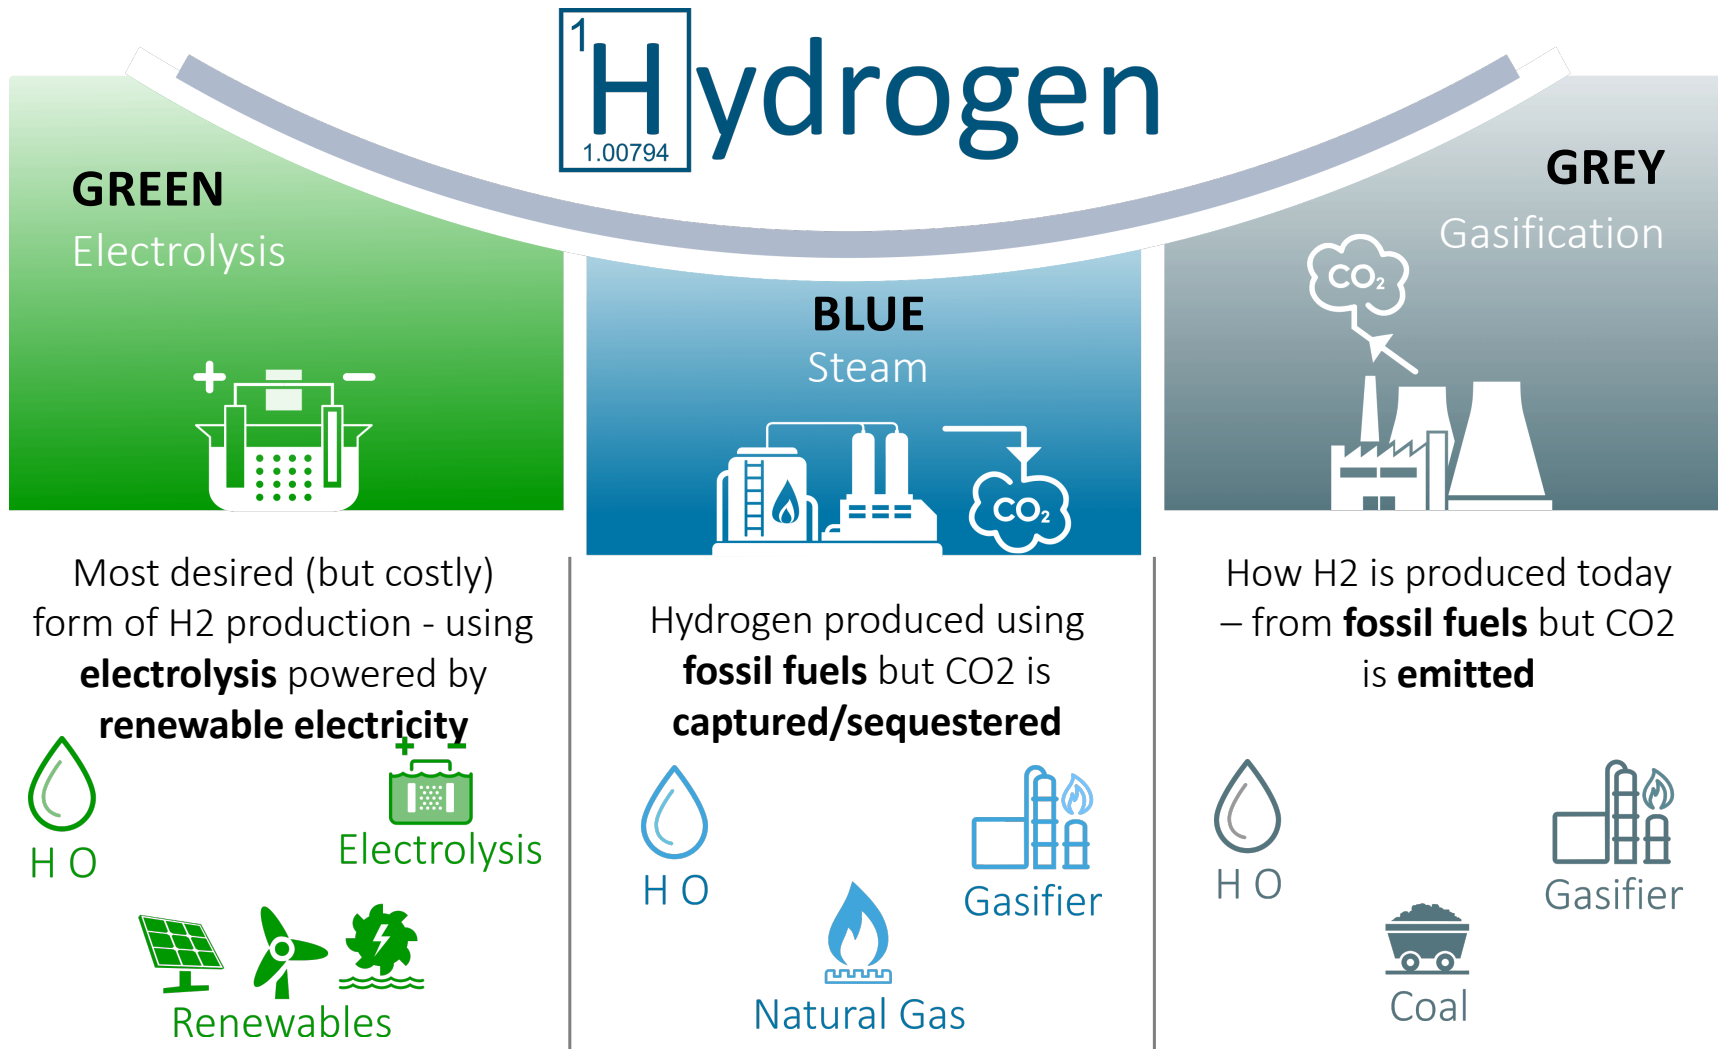 1
Hydrogen
1.00794
GREEN
Electrolysis
+ −
Most desired (but costly)
form of H2 production - using
electrolysis powered by
renewable electricity
H O
+ −
Electrolysis
Renewables
BLUE
Steam
CO2
Hydrogen produced using
fossil fuels but CO2 is
captured/sequestered
H O
Gasifier
Natural Gas
GREY
Gasification
CO2
How H2 is produced today
– from fossil fuels but CO2
is emitted
H O
Gasifier
Coal